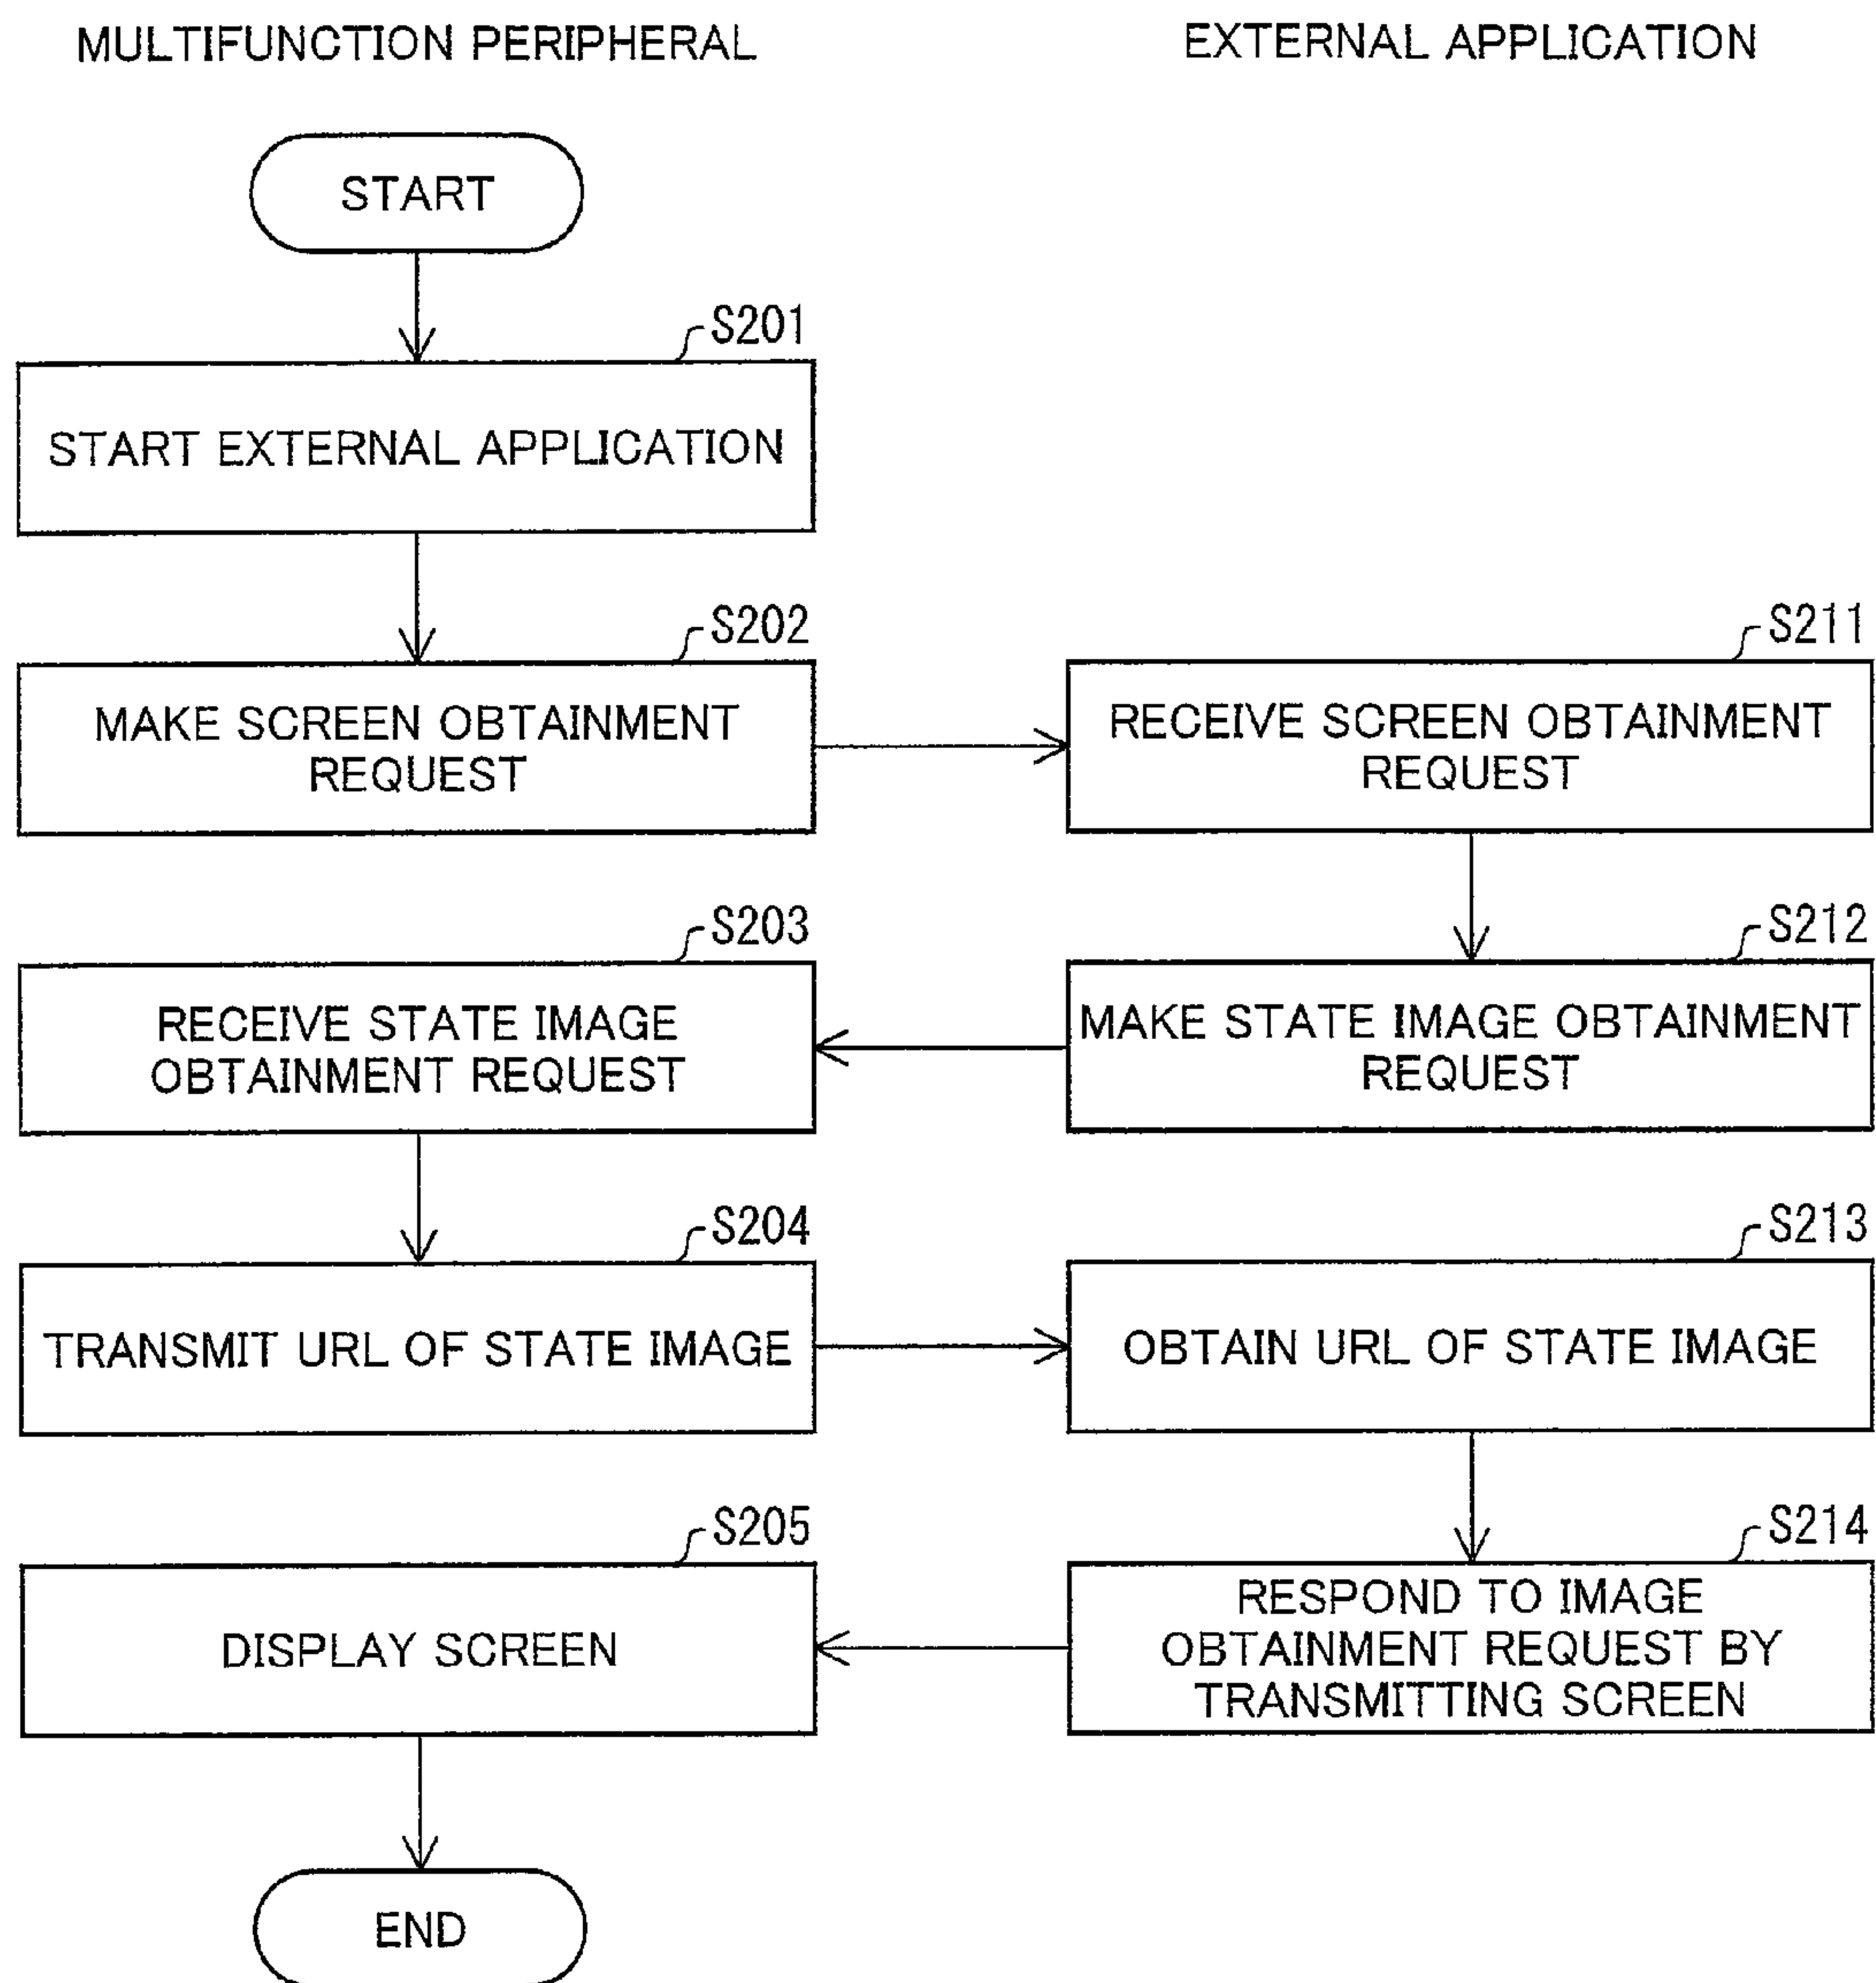 MULTIFUNCTION PERIPHERAL
EXTERNAL APPLICATION
START
S201
START EXTERNAL APPLICATION
S202
MAKE SCREEN OBTAINMENT
REQUEST
S211
RECEIVE SCREEN OBTAINMENT
REQUEST
S203
RECEIVE STATE IMAGE
OBTAINMENT REQUEST
S212
MAKE STATE IMAGE OBTAINMENT
REQUEST
S204
TRANSMIT URL OF STATE IMAGE
S213
OBTAIN URL OF STATE IMAGE
S205
DISPLAY SCREEN
S214
RESPOND TO IMAGE
OBTAINMENT REQUEST BY
TRANSMITTING SCREEN
END